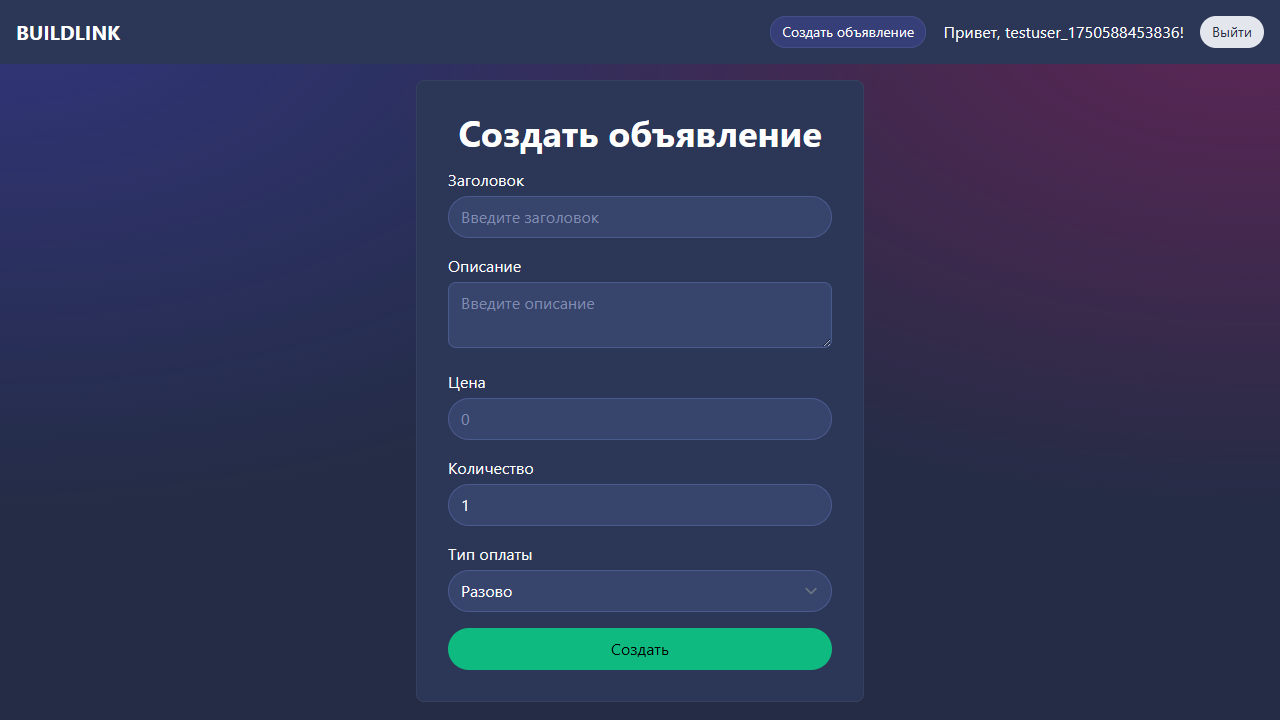 BUILDLINK
Создать объявление
Привет, testuser_1750588453836!
Выйти
Создать объявление
Заголовок
Введите заголовок
Описание
Введите описание
Цена
0
Количество
1
Тип оплаты
Разово
Создать